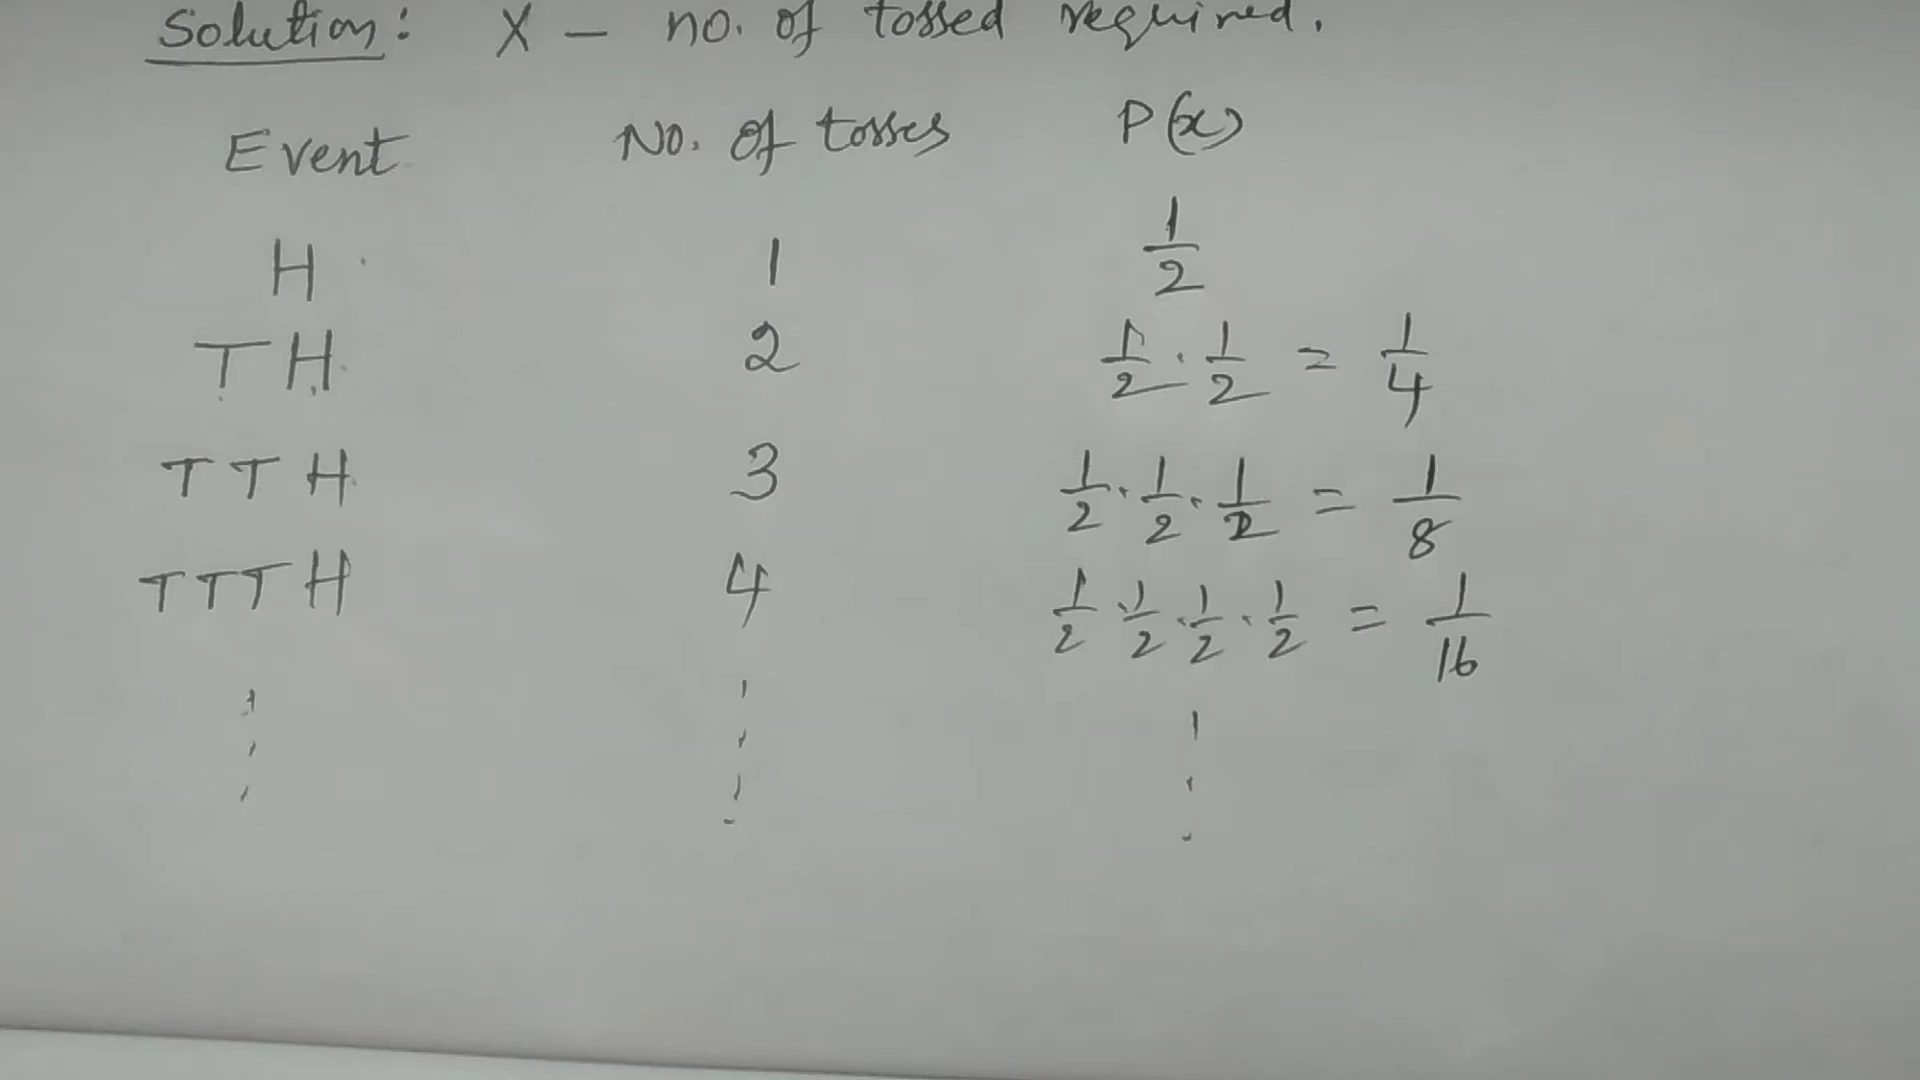 Solution: X – no. of tossed required.
Event No. of tosses P(x)
H 1 1/2
TH 2 1/2 · 1/2 = 1/4
TTH 3 1/2 · 1/2 · 1/2 = 1/8
TTTH 4 1/2 · 1/2 · 1/2 · 1/2 = 1/16